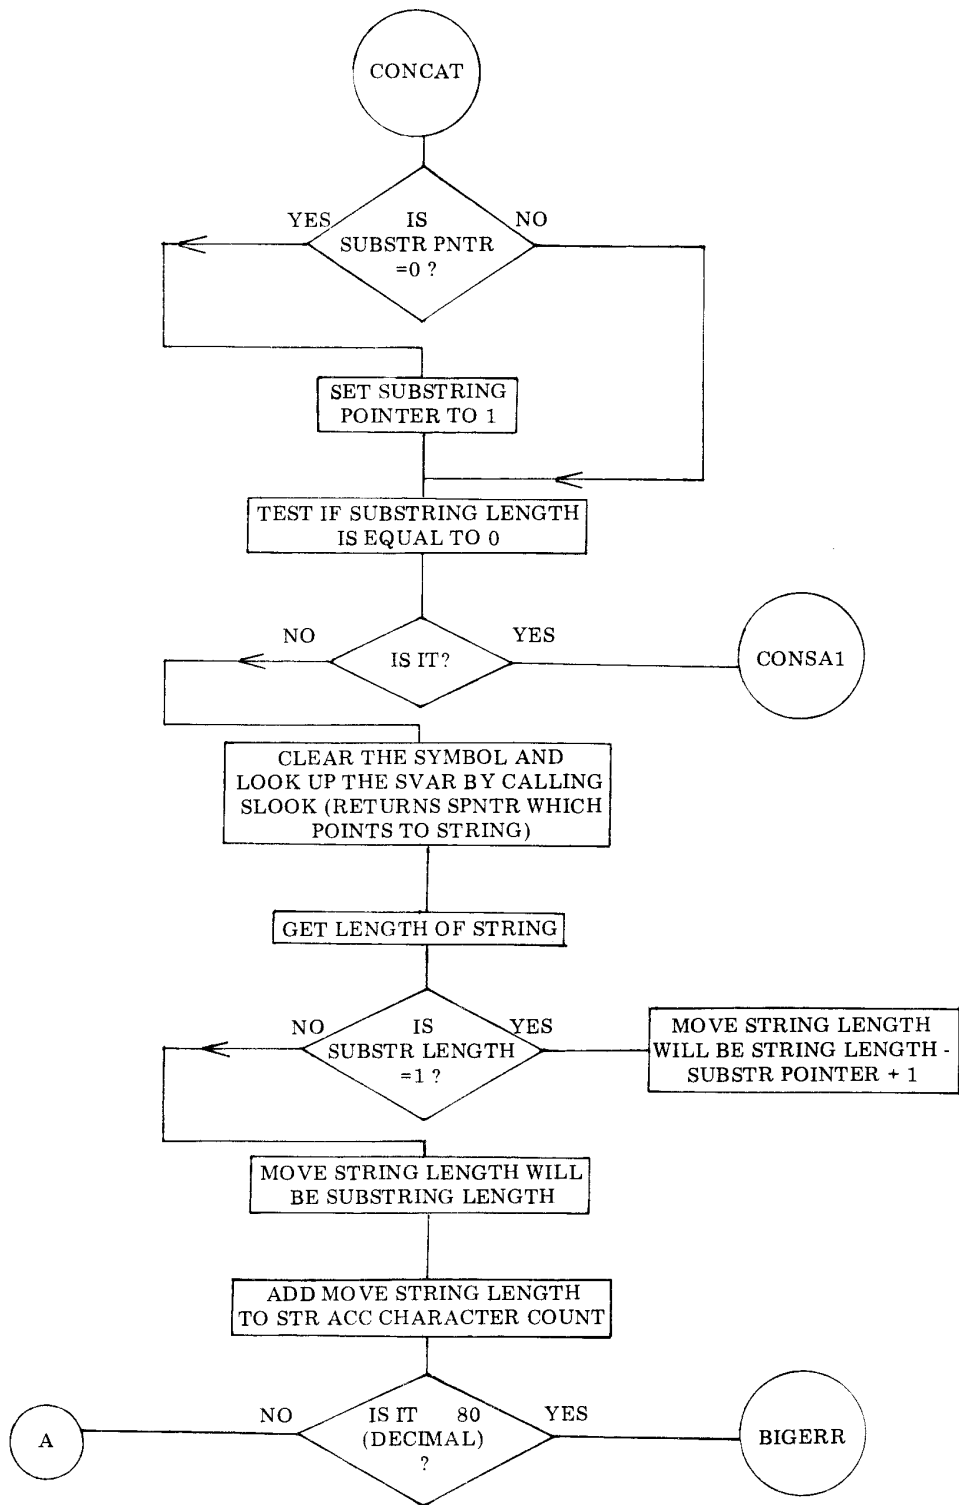 CONCAT
YES
IS
NO
SUBSTR PNTR
=0 ?
SET SUBSTRING
POINTER TO 1
TEST IF SUBSTRING LENGTH
IS EQUAL TO 0
NO
YES
IS IT?
CONSA1
CLEAR THE SYMBOL AND
LOOK UP THE SVAR BY CALLING
SLOOK (RETURNS SPNTR WHICH
POINTS TO STRING)
GET LENGTH OF STRING
NO
IS
YES
SUBSTR LENGTH
=1 ?
MOVE STRING LENGTH
WILL BE STRING LENGTH -
SUBSTR POINTER + 1
MOVE STRING LENGTH WILL
BE SUBSTRING LENGTH
ADD MOVE STRING LENGTH
TO STR ACC CHARACTER COUNT
A
NO
IS IT 80
(DECIMAL)
?
YES
BIGERR